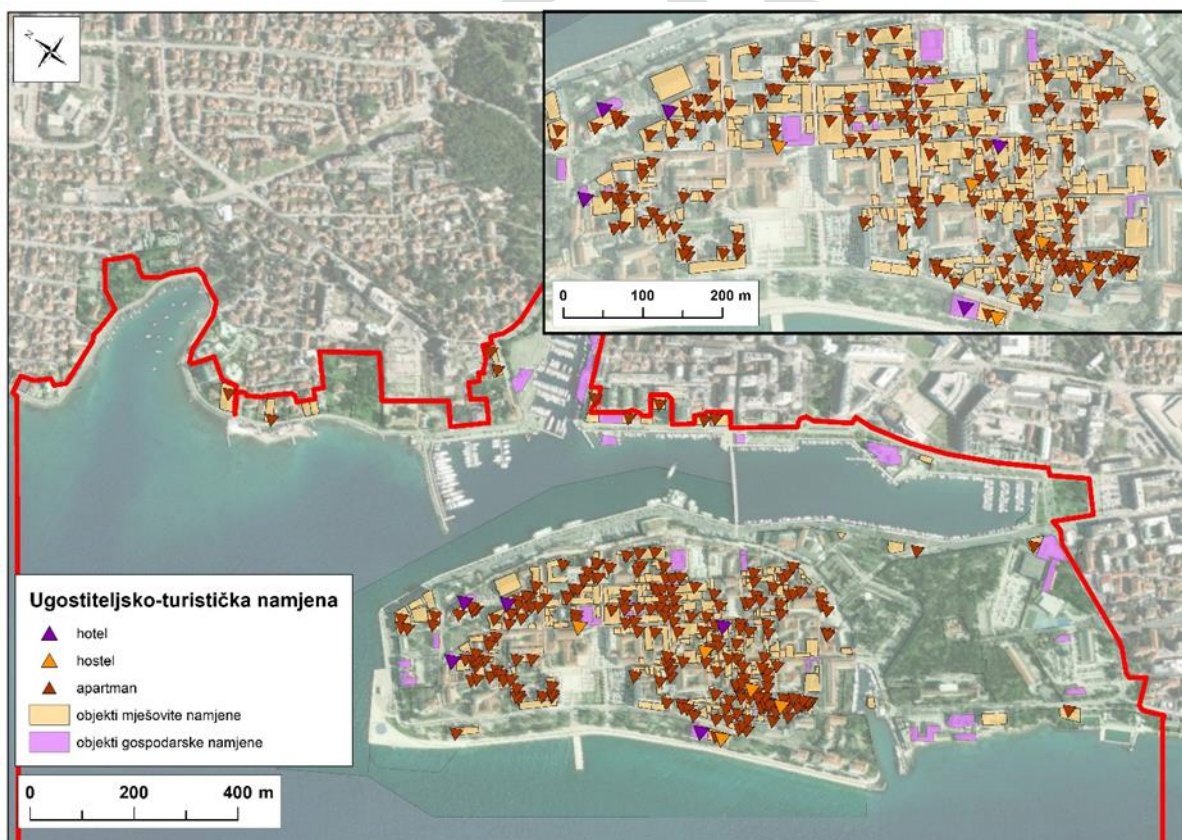 N
0 100 200 m
Ugostiteljsko-turistička namjena
hotel
hostel
apartman
objekti mješovite namjene
objekti gospodarske namjene
0 200 400 m